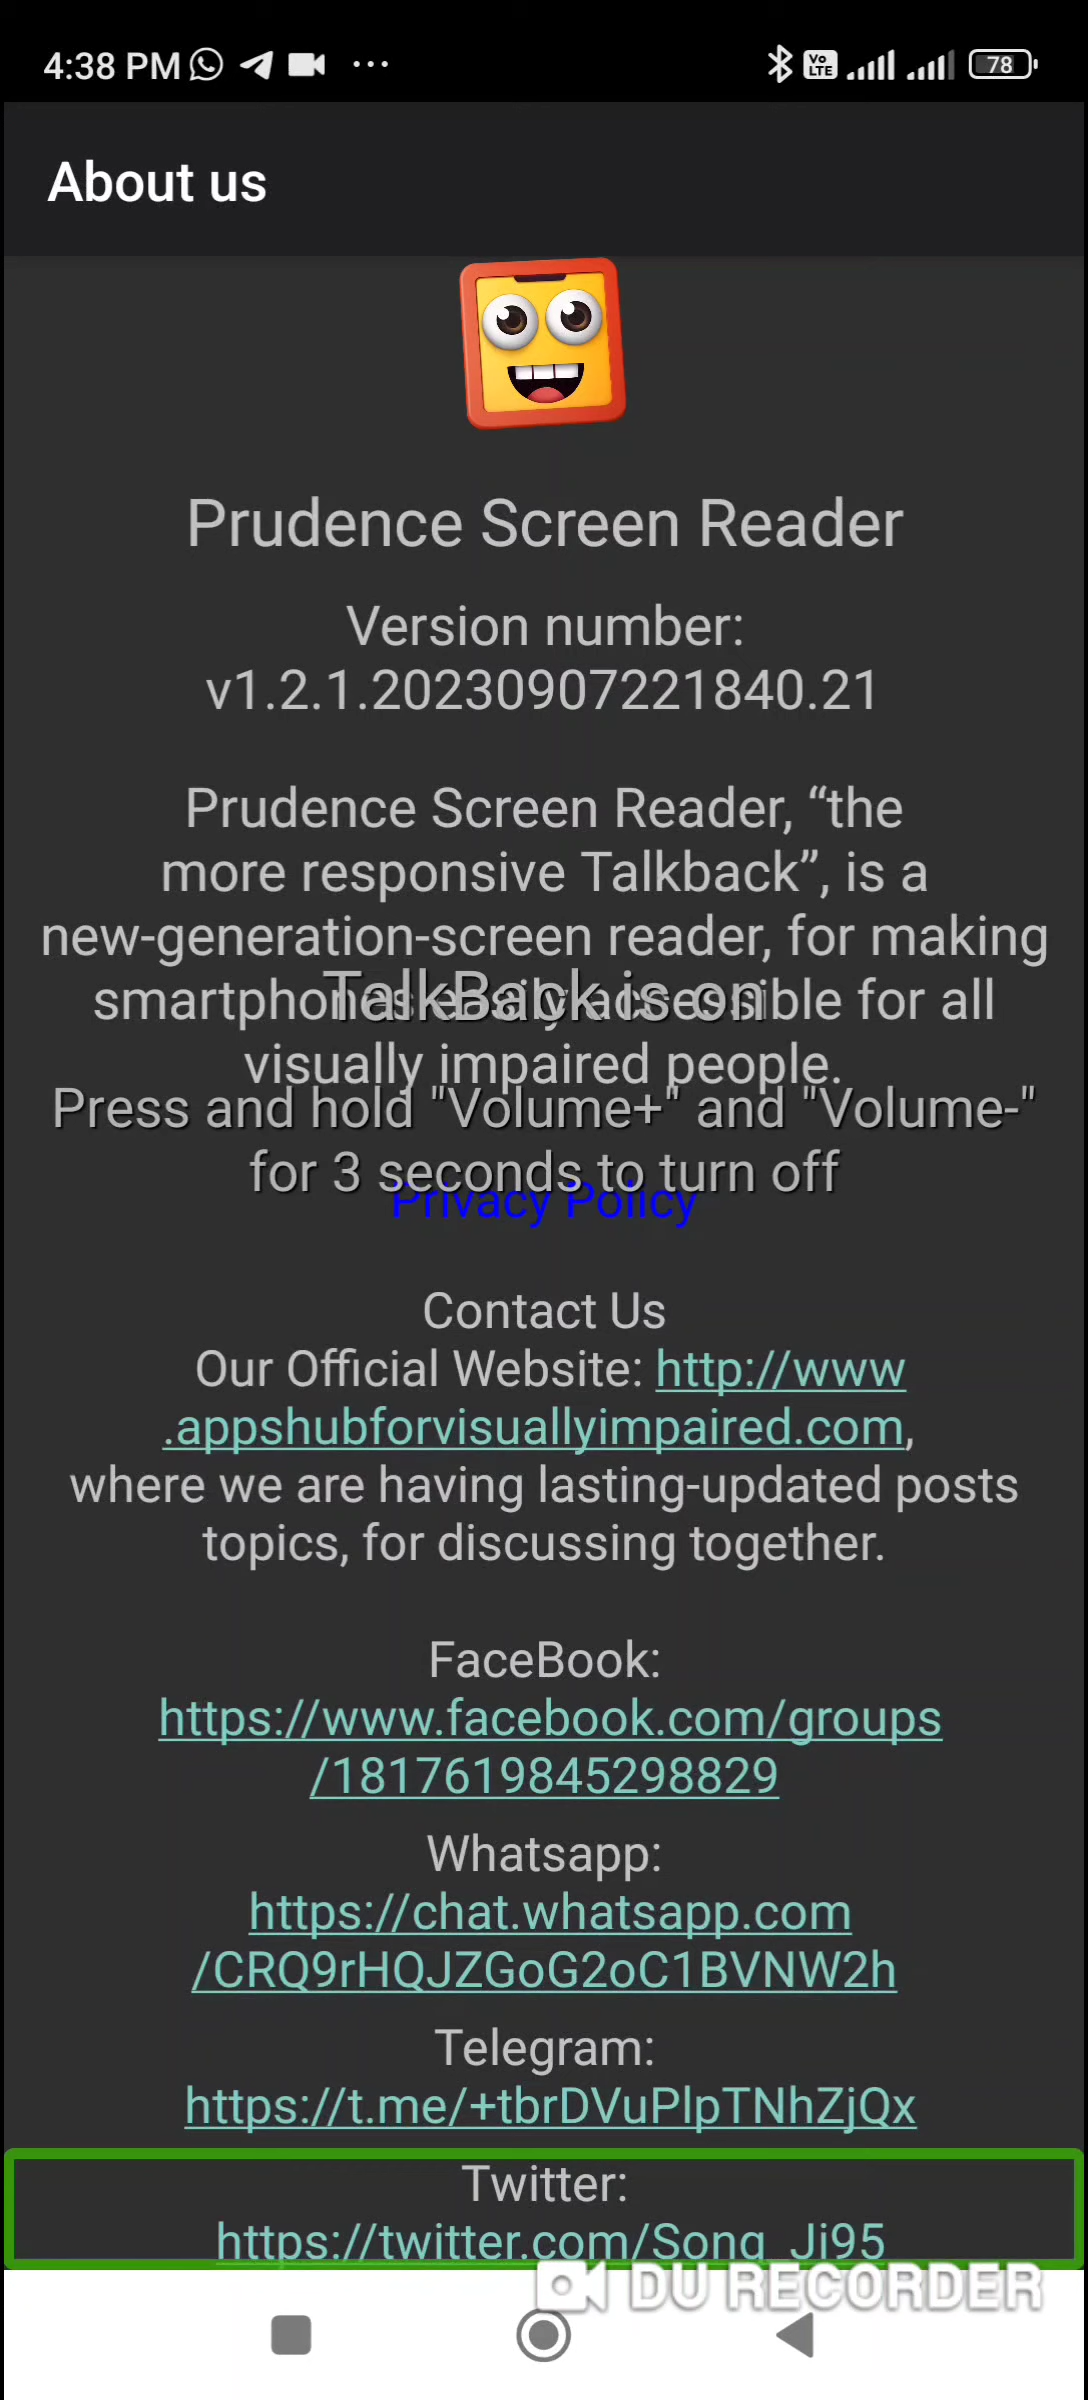 4:38 PM
Vo LTE
78
About us
Prudence Screen Reader
Version number:
v1.2.1.20230907221840.21
Prudence Screen Reader, “the
more responsive Talkback”, is a
new-generation-screen reader, for making
smartphones easily accessible for all
TalkBack is on
visually impaired people.
Press and hold "Volume+" and "Volume-"
for 3 seconds to turn off
Privacy Policy
Contact Us
Our Official Website: http://www
.appshubforvisuallyimpaired.com,
where we are having lasting-updated posts
topics, for discussing together.
FaceBook:
https://www.facebook.com/groups
/1817619845298829
Whatsapp:
https://chat.whatsapp.com
/CRQ9rHQJZGoG2oC1BVNW2h
Telegram:
https://t.me/+tbrDVuPlpTNhZjQx
Twitter:
https://twitter.com/Song_Ji95
DU RECORDER